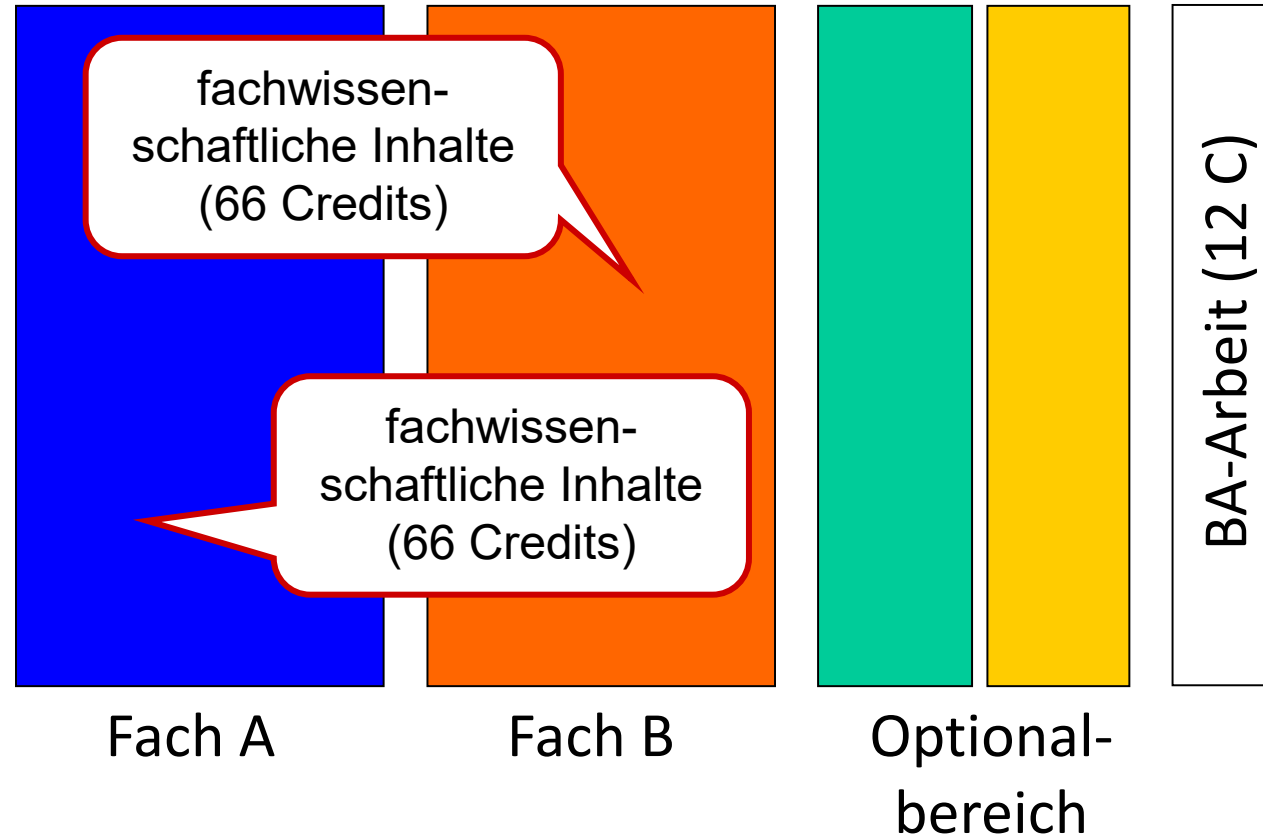 fachwissen-
schaftliche Inhalte
(66 Credits)
fachwissen-
schaftliche Inhalte
(66 Credits)
BA-Arbeit (12 C)
Fach A
Fach B
Optional-
bereich